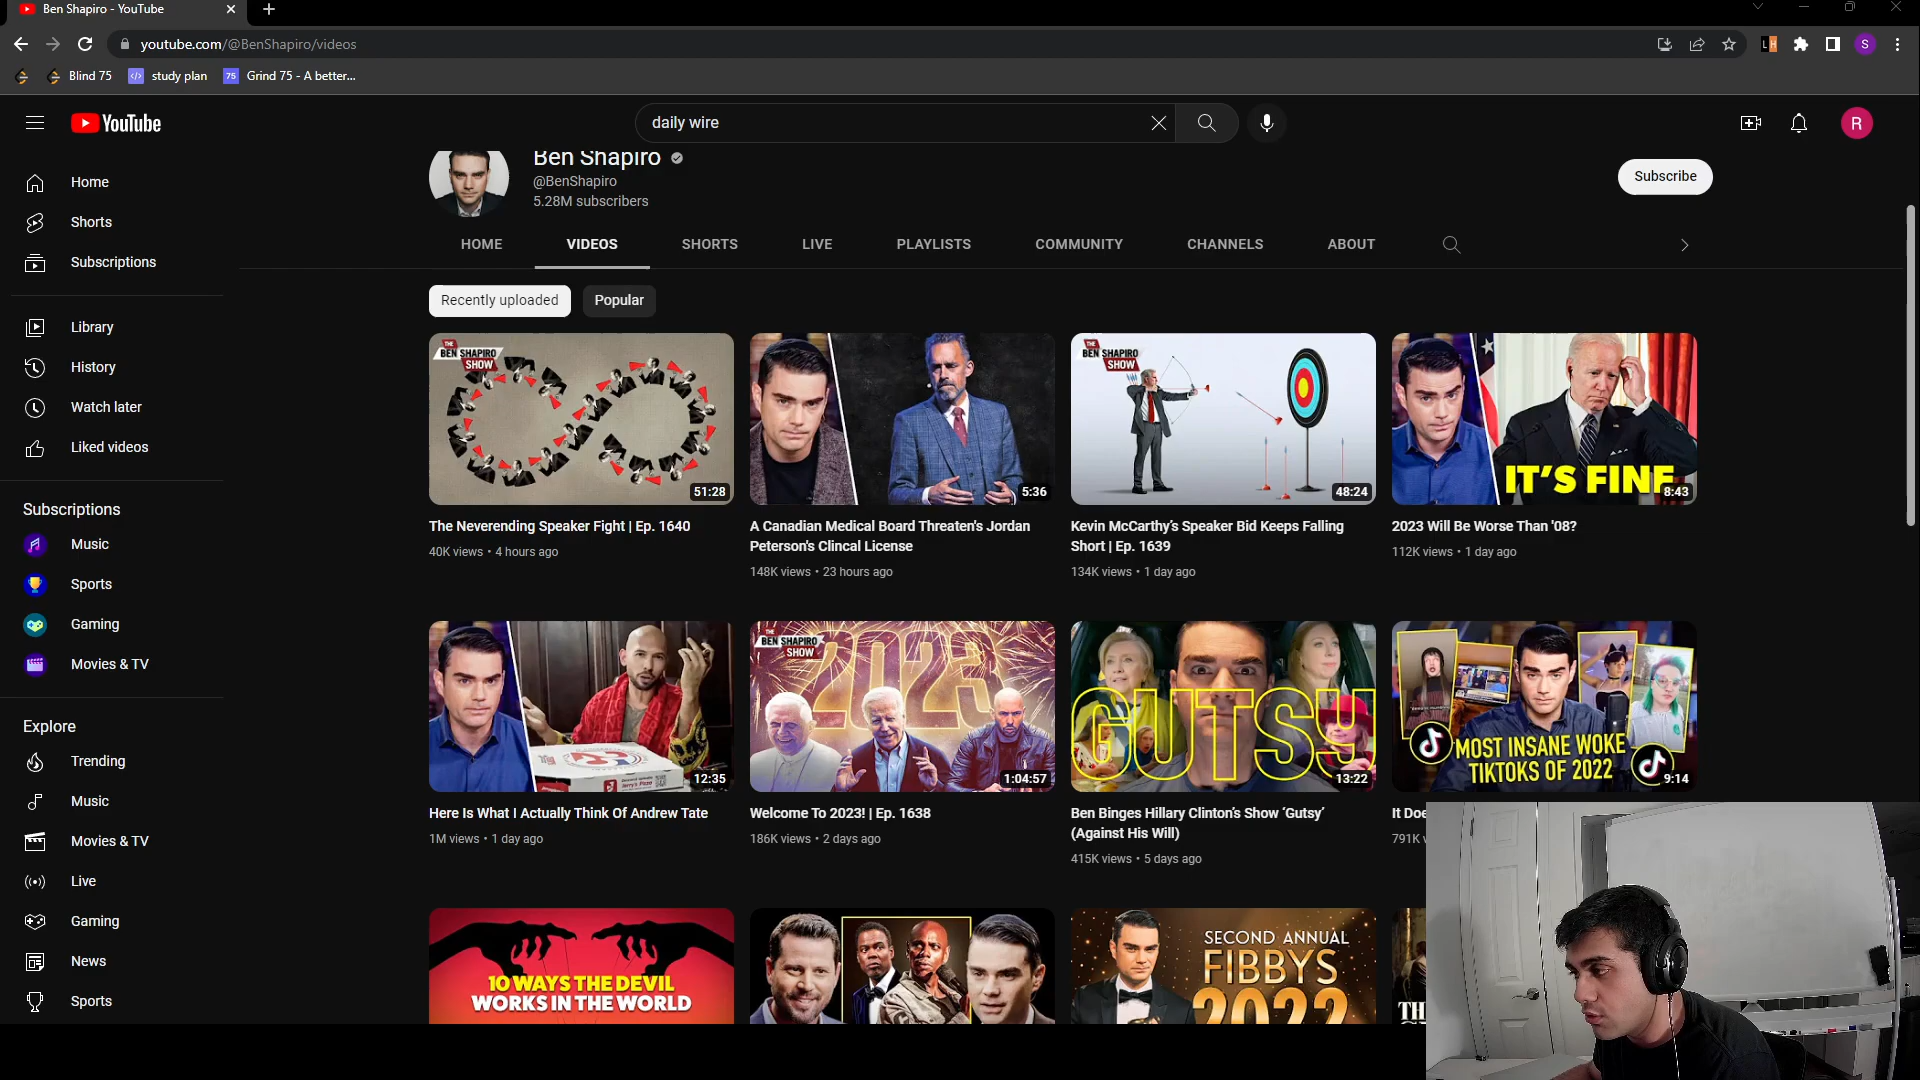 Ben Shapiro - YouTube
youtube.com/@BenShapiro/videos
S
Blind 75
study plan
75
Grind 75 - A better...
YouTube
daily wire
R
Home
Shorts
Subscriptions
Library
History
Watch later
Liked videos
Subscriptions
Music
Sports
Gaming
Movies & TV
Explore
Trending
Music
Movies & TV
Live
Gaming
News
Sports
Ben Shapiro
@BenShapiro
5.28M subscribers
Subscribe
HOME
VIDEOS
SHORTS
LIVE
PLAYLISTS
COMMUNITY
CHANNELS
ABOUT
Recently uploaded
Popular
THE
BEN SHAPIRO
SHOW
51:28
The Neverending Speaker Fight | Ep. 1640
40K views • 4 hours ago
5:36
A Canadian Medical Board Threaten's Jordan
Peterson's Clincal License
148K views • 23 hours ago
THE
BEN SHAPIRO
SHOW
48:24
Kevin McCarthy's Speaker Bid Keeps Falling
Short | Ep. 1639
134K views • 1 day ago
IT'S FINE
8:43
2023 Will Be Worse Than '08?
112K views • 1 day ago
12:35
Here Is What I Actually Think Of Andrew Tate
1M views • 1 day ago
THE
BEN SHAPIRO
SHOW
2023
1:04:57
Welcome To 2023! | Ep. 1638
186K views • 2 days ago
GUTSY
13:22
Ben Binges Hillary Clinton's Show ‘Gutsy’
(Against His Will)
415K views • 5 days ago
MOST INSANE WOKE
TIKTOKS OF 2022
9:14
It Doe
791K v
10 WAYS THE DEVIL
WORKS IN THE WORLD
SECOND ANNUAL
FIBBYS
2022
TH